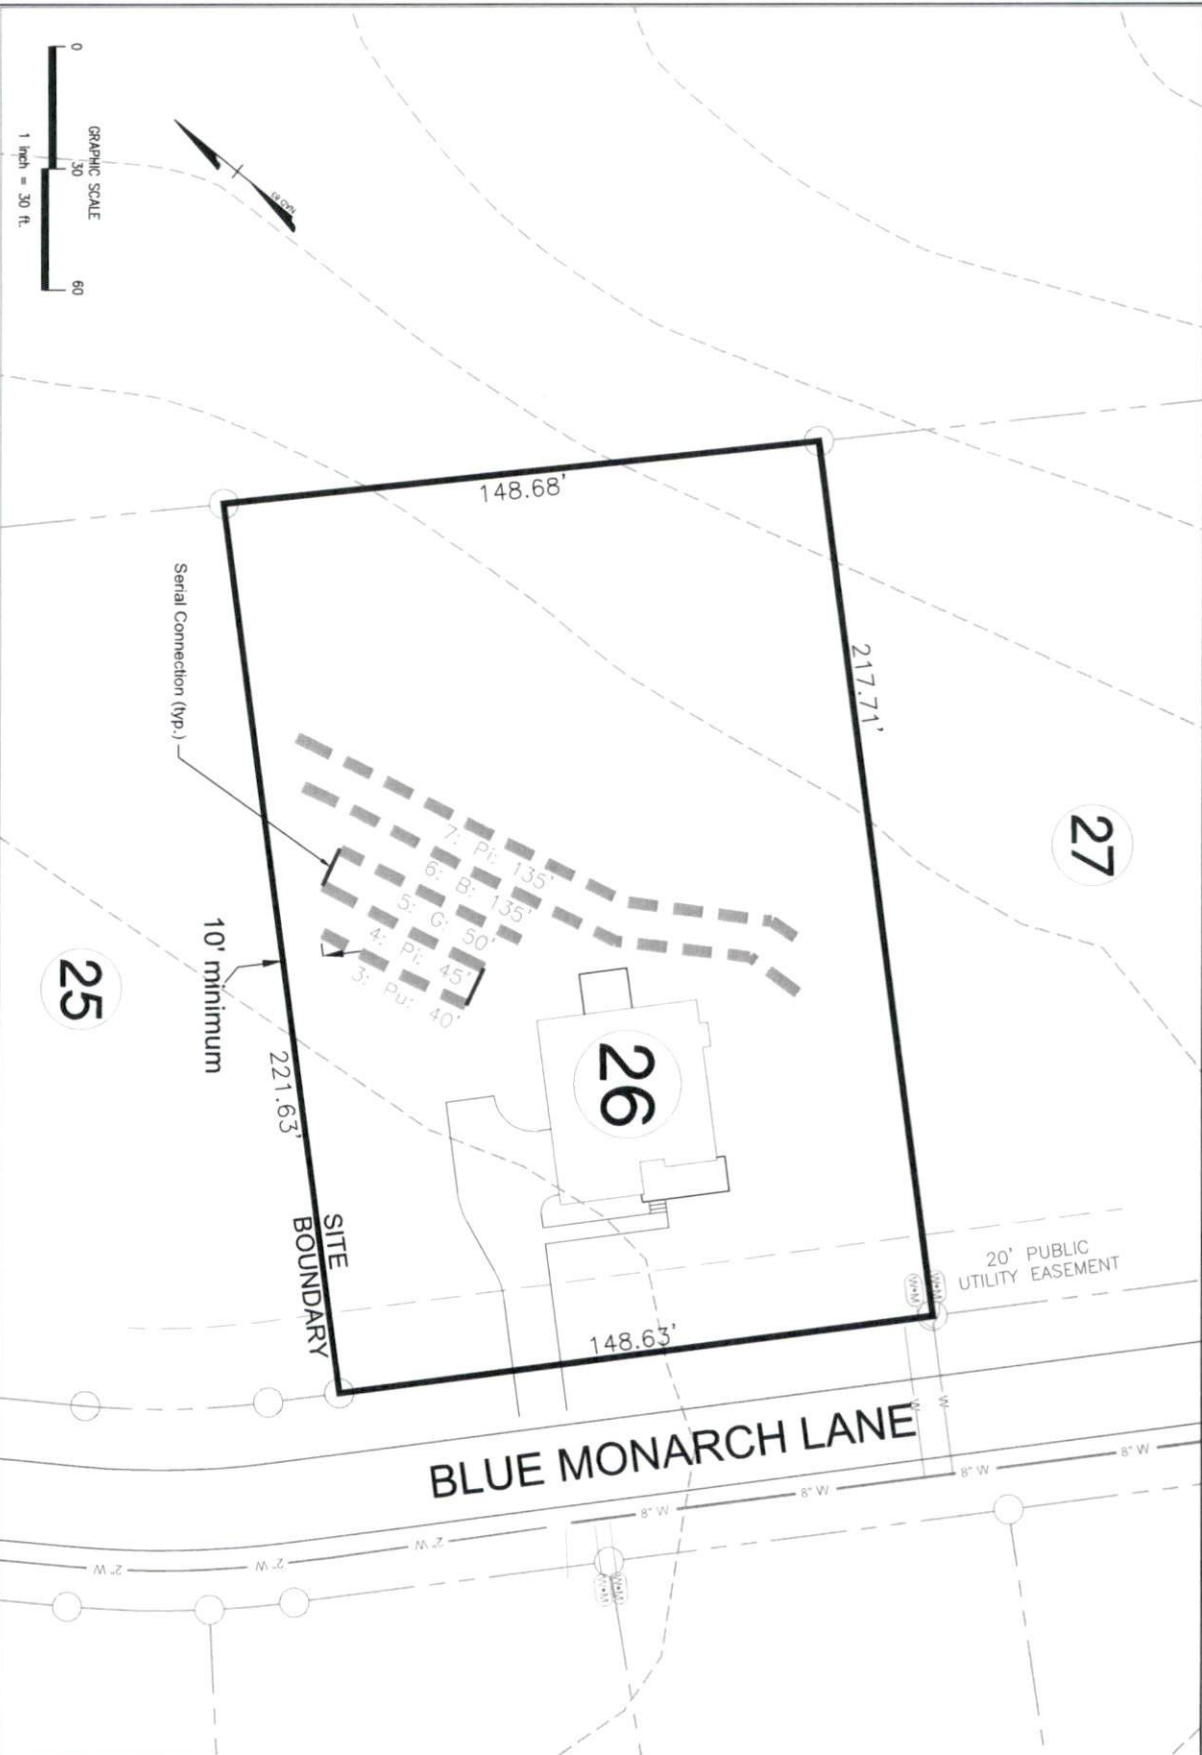 0
30
60
GRAPHIC SCALE
1 inch = 30 ft.
NAD 83
148.68'
217.71'
27
Serial Connection (typ.)
7: Pi: 135'
6: B: 135'
5: G: 50'
4: Pi: 45'
3: Pu: 40'
10' minimum
25
26
221.63'
SITE
BOUNDARY
20' PUBLIC
UTILITY EASEMENT
W•M
W•M
148.63'
W
W
BLUE MONARCH LANE
8" W
8" W
8" W
8" W
2" W
2" W
2" W
W•M
W•M